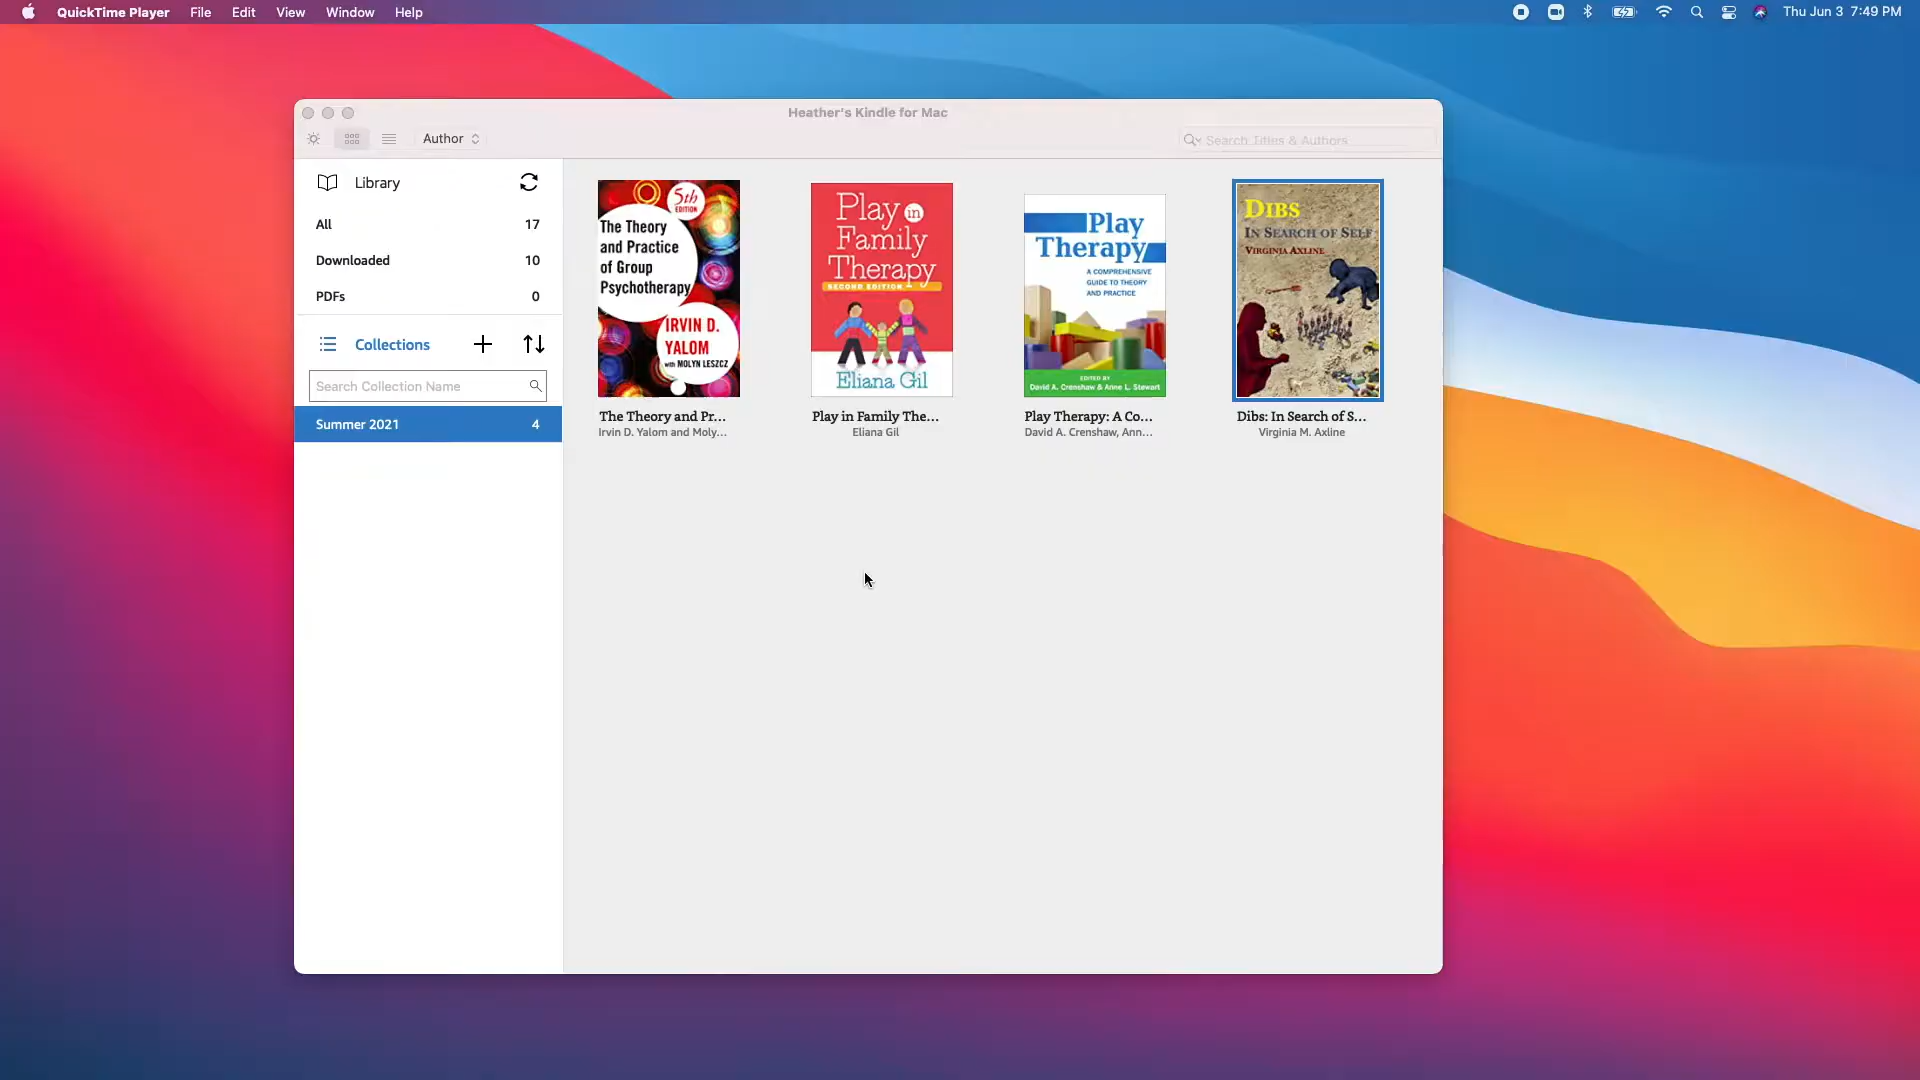 QuickTime Player File Edit View Window Help Thu Jun 3 7:49 PM
Heather's Kindle for Mac
Author
Search Titles & Authors
Library
All 17
Downloaded 10
PDFs 0
Collections
Search Collection Name
Summer 2021 4
5th
EDITION
The Theory
and Practice
of Group
Psychotherapy
IRVIN D.
YALOM
with MOLYN LESZCZ
The Theory and Pr...
Irvin D. Yalom and Moly...
Play in
Family
Therapy
SECOND EDITION
Eliana Gil
Play in Family The...
Eliana Gil
Play
Therapy
A COMPREHENSIVE
GUIDE TO THEORY
AND PRACTICE
EDITED BY
David A. Crenshaw & Anne L. Stewart
Play Therapy: A Co...
David A. Crenshaw, Ann...
DIBS
IN SEARCH OF SELF
VIRGINIA AXLINE
Dibs: In Search of S...
Virginia M. Axline